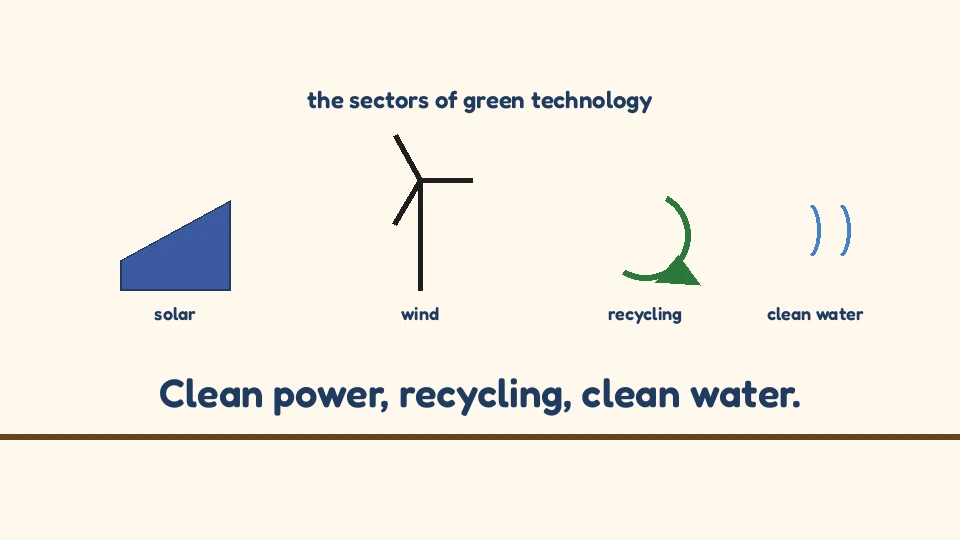 the sectors of green technology
solar
wind
recycling
clean water
Clean power, recycling, clean water.